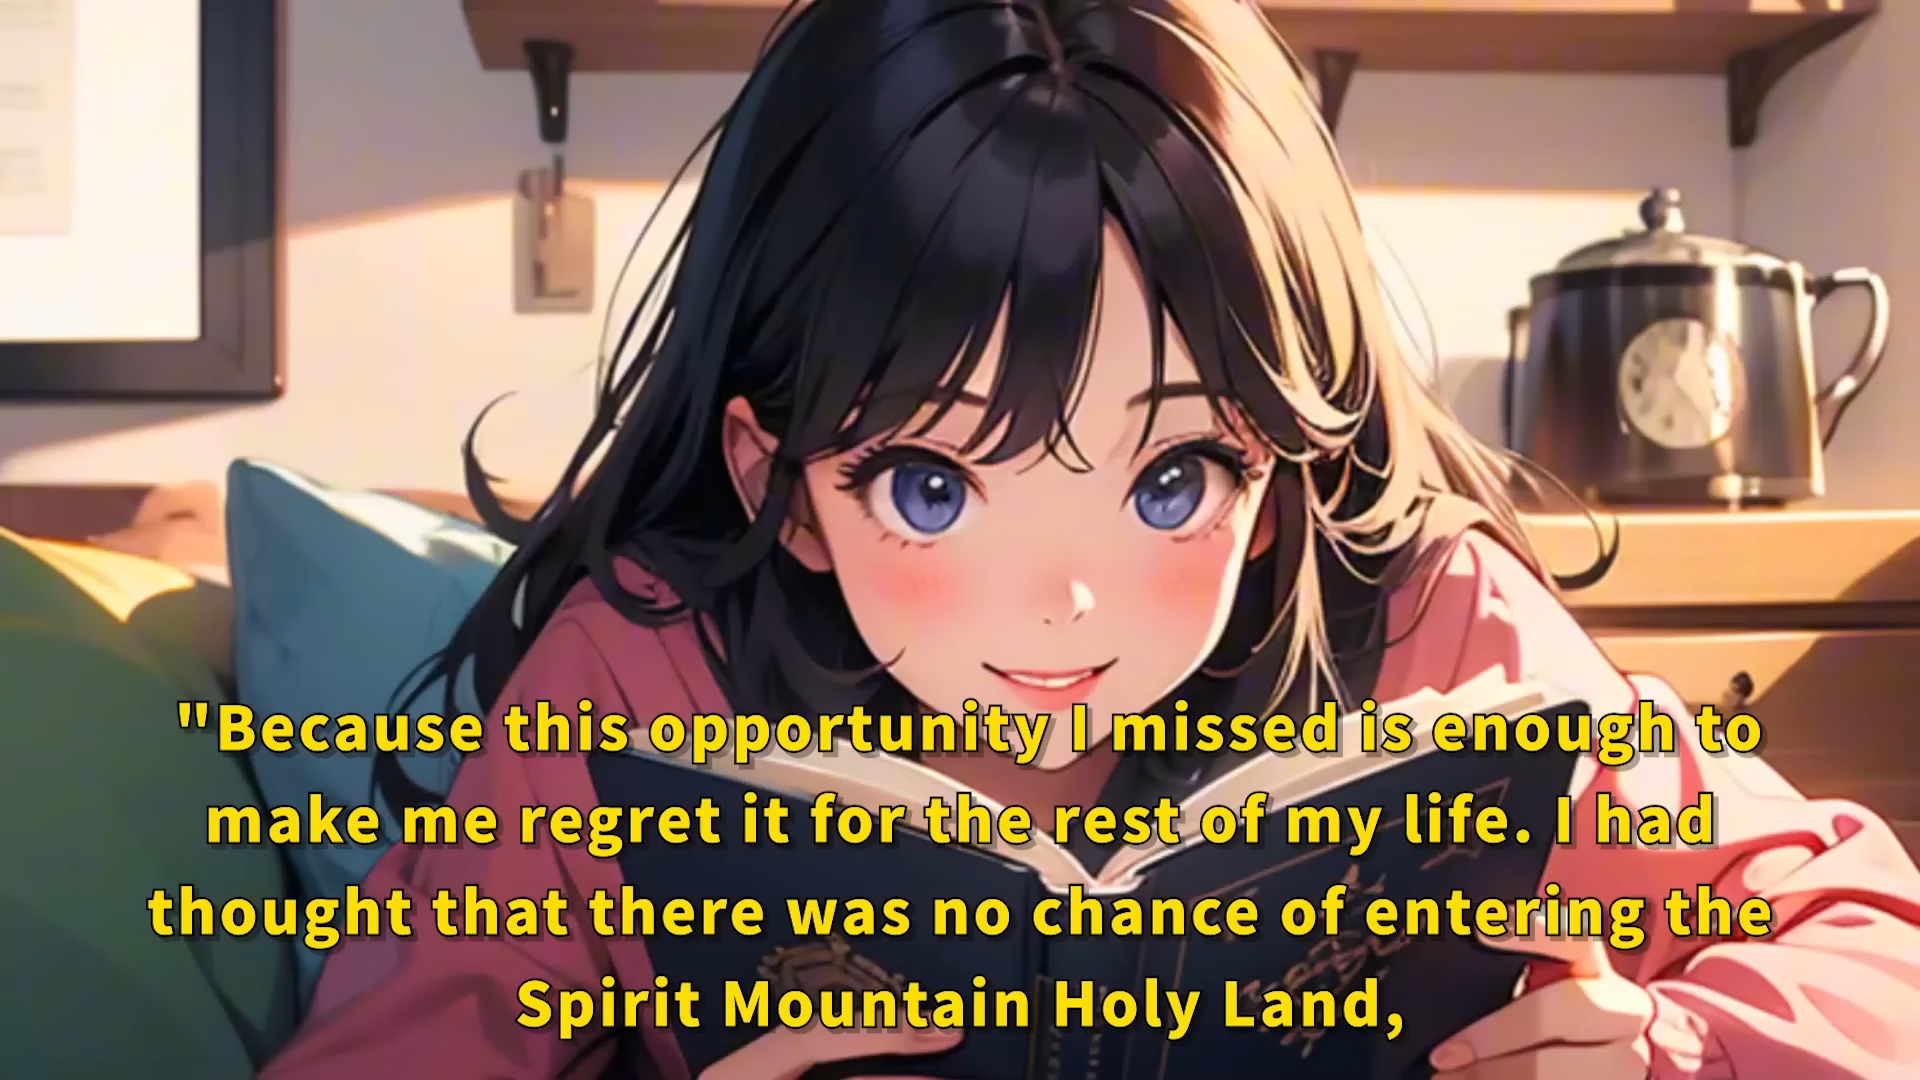 "Because this opportunity I missed is enough to
make me regret it for the rest of my life. I had
thought that there was no chance of entering the
Spirit Mountain Holy Land,